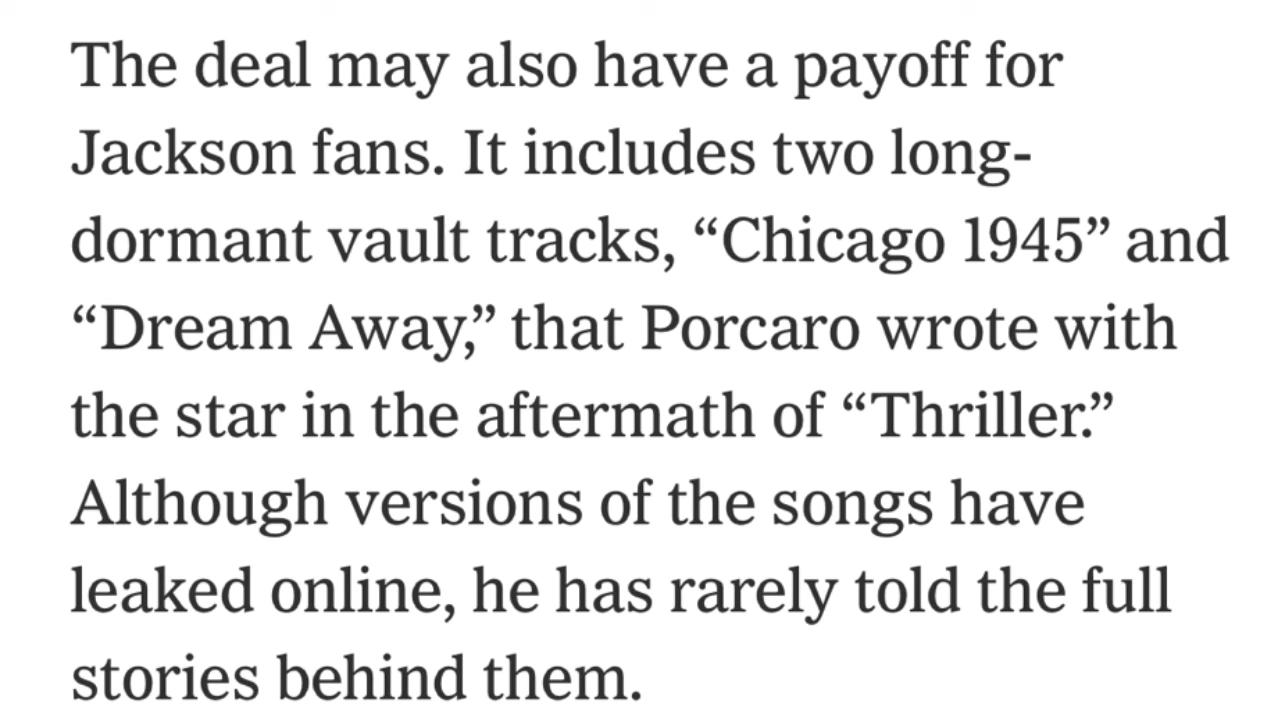 The deal may also have a payoff for
Jackson fans. It includes two long-
dormant vault tracks, “Chicago 1945” and
“Dream Away,” that Porcaro wrote with
the star in the aftermath of “Thriller.”
Although versions of the songs have
leaked online, he has rarely told the full
stories behind them.